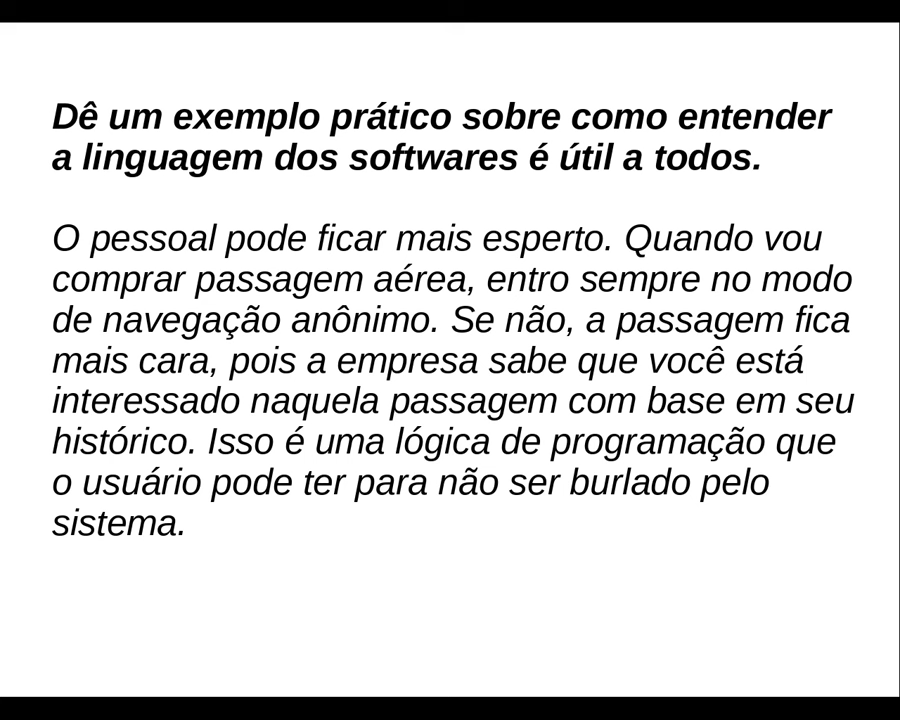 Dê um exemplo prático sobre como entender
a linguagem dos softwares é útil a todos.
O pessoal pode ficar mais esperto. Quando vou
comprar passagem aérea, entro sempre no modo
de navegação anônimo. Se não, a passagem fica
mais cara, pois a empresa sabe que você está
interessado naquela passagem com base em seu
histórico. Isso é uma lógica de programação que
o usuário pode ter para não ser burlado pelo
sistema.